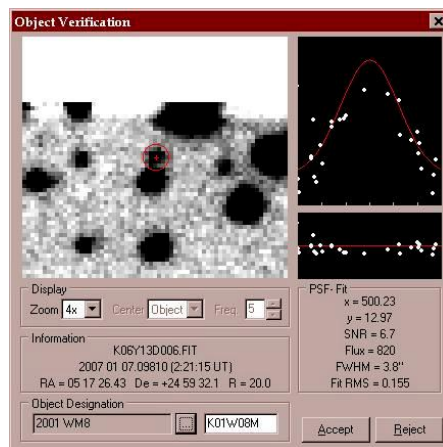 Object Verification
Display
Zoom 4x Center Object Freq. 5
Information
K06Y13D006.FIT
2007 01 07.09810 (2:21:15 UT)
RA = 05 17 26.43 De = +24 59 32.1 R = 20.0
Object Designation
2001 WM8 ... K01W08M
PSF- Fit
x = 500.23
y = 12.97
SNR = 6.7
Flux = 820
FWHM = 3.8"
Fit RMS = 0.155
Accept Reject